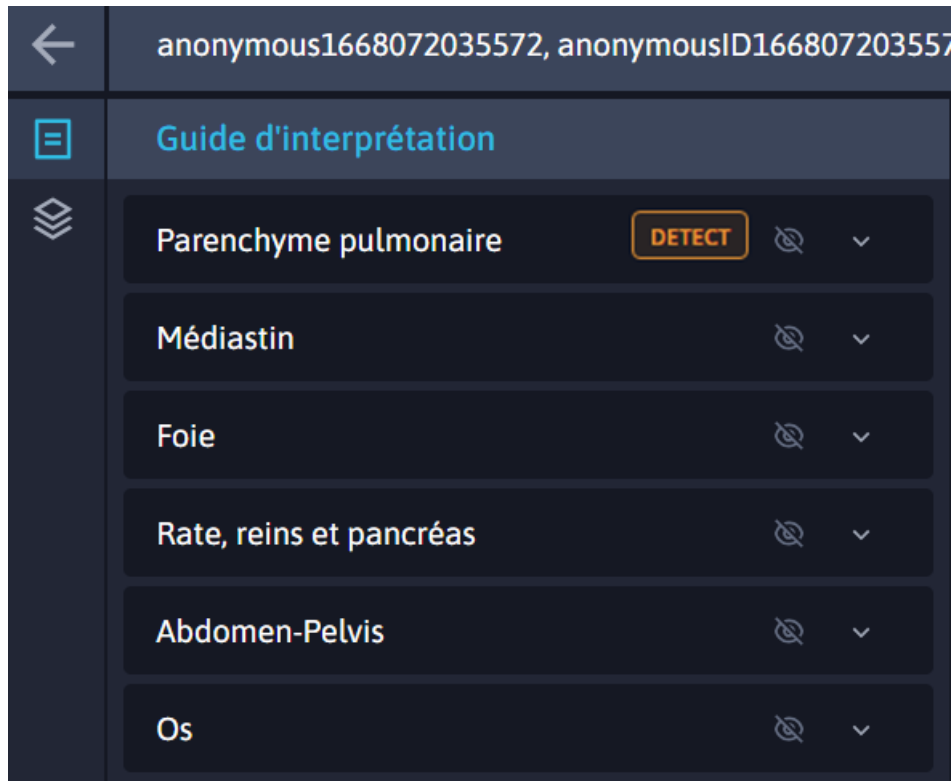 anonymous1668072035572, anonymousID166807203557
Guide d'interprétation
Parenchyme pulmonaire DETECT
Médiastin
Foie
Rate, reins et pancréas
Abdomen-Pelvis
Os